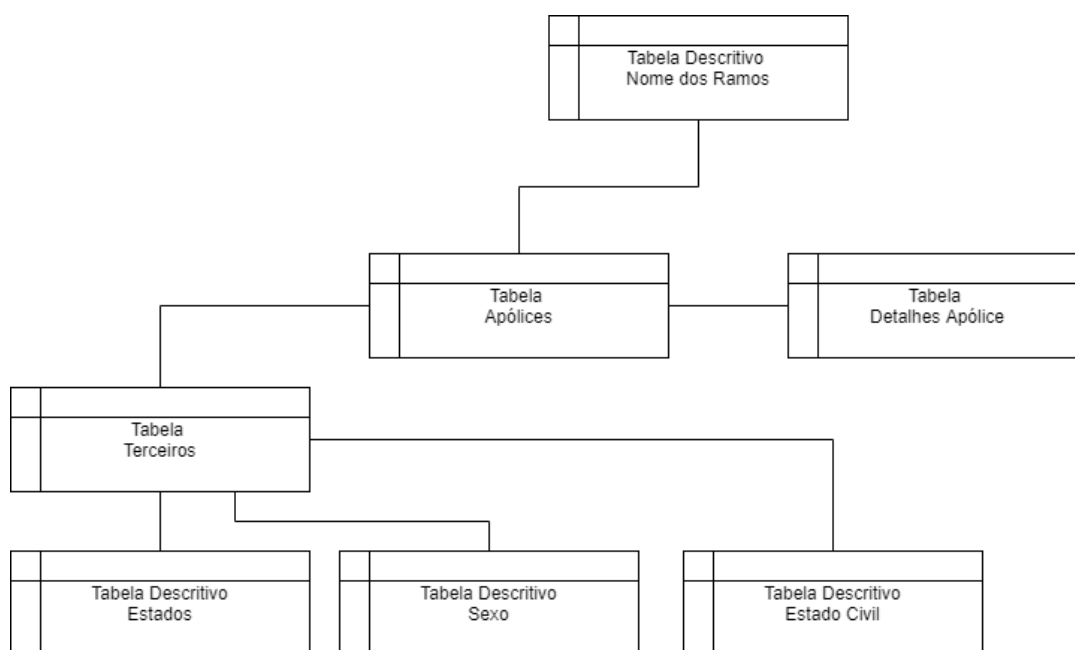 Tabela Descritivo
Nome dos Ramos
Tabela
Apólices
Tabela
Detalhes Apólice
Tabela
Terceiros
Tabela Descritivo
Estados
Tabela Descritivo
Sexo
Tabela Descritivo
Estado Civil